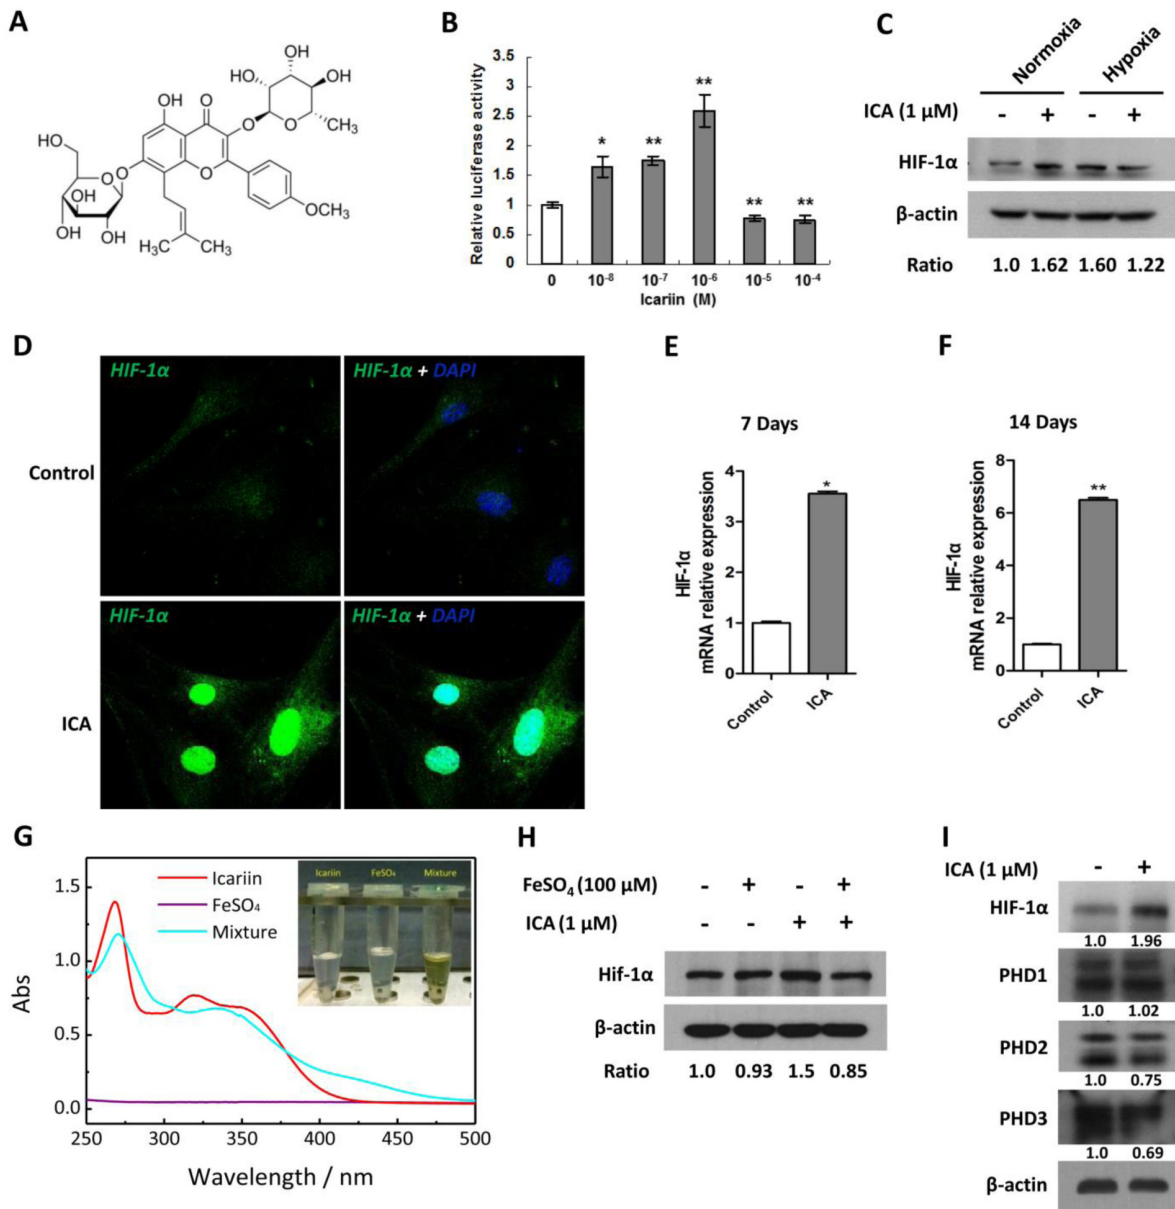 A
OH
HO
OH
OH
O
O
O
CH₃
HO
O
O
O
HO
HO
OH
OH
OCH₃
H₃C
CH₃
B
Relative luciferase activity
3.5
3
2.5
2
1.5
1
0.5
0
*
**
**
**
**
0 10⁻⁸ 10⁻⁷ 10⁻⁶ 10⁻⁵ 10⁻⁴
Icariin (M)
C
Normoxia Hypoxia
ICA (1 μM) - + - +
HIF-1α
β-actin
Ratio 1.0 1.62 1.60 1.22
D
HIF-1α HIF-1α + DAPI
Control
HIF-1α HIF-1α + DAPI
ICA
E
7 Days
HIF-1α
mRNA relative expression
4
3
2
1
0
*
Control ICA
F
14 Days
HIF-1α
mRNA relative expression
8
6
4
2
0
**
Control ICA
G
Abs
1.5
1.0
0.5
0.0
Icariin
FeSO₄
Mixture
Icariin FeSO₄ Mixture
250 300 350 400 450 500
Wavelength / nm
H
FeSO₄ (100 μM) - + - +
ICA (1 μM) - - + +
Hif-1α
β-actin
Ratio 1.0 0.93 1.5 0.85
I
ICA (1 μM) - +
HIF-1α
1.0 1.96
PHD1
1.0 1.02
PHD2
1.0 0.75
PHD3
1.0 0.69
β-actin